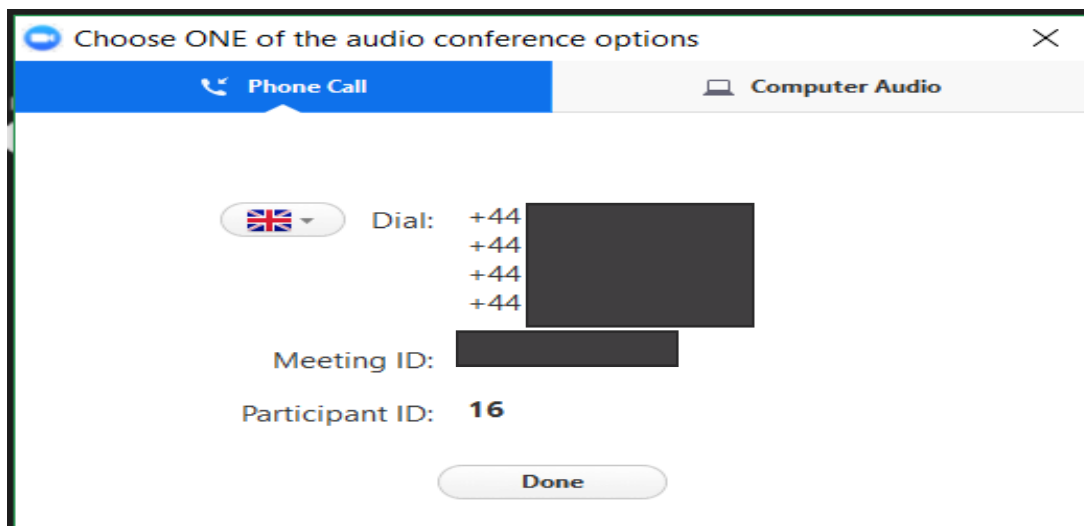 Choose ONE of the audio conference options
Phone Call Computer Audio
Dial: +44
+44
+44
+44
Meeting ID:
Participant ID: 16
Done